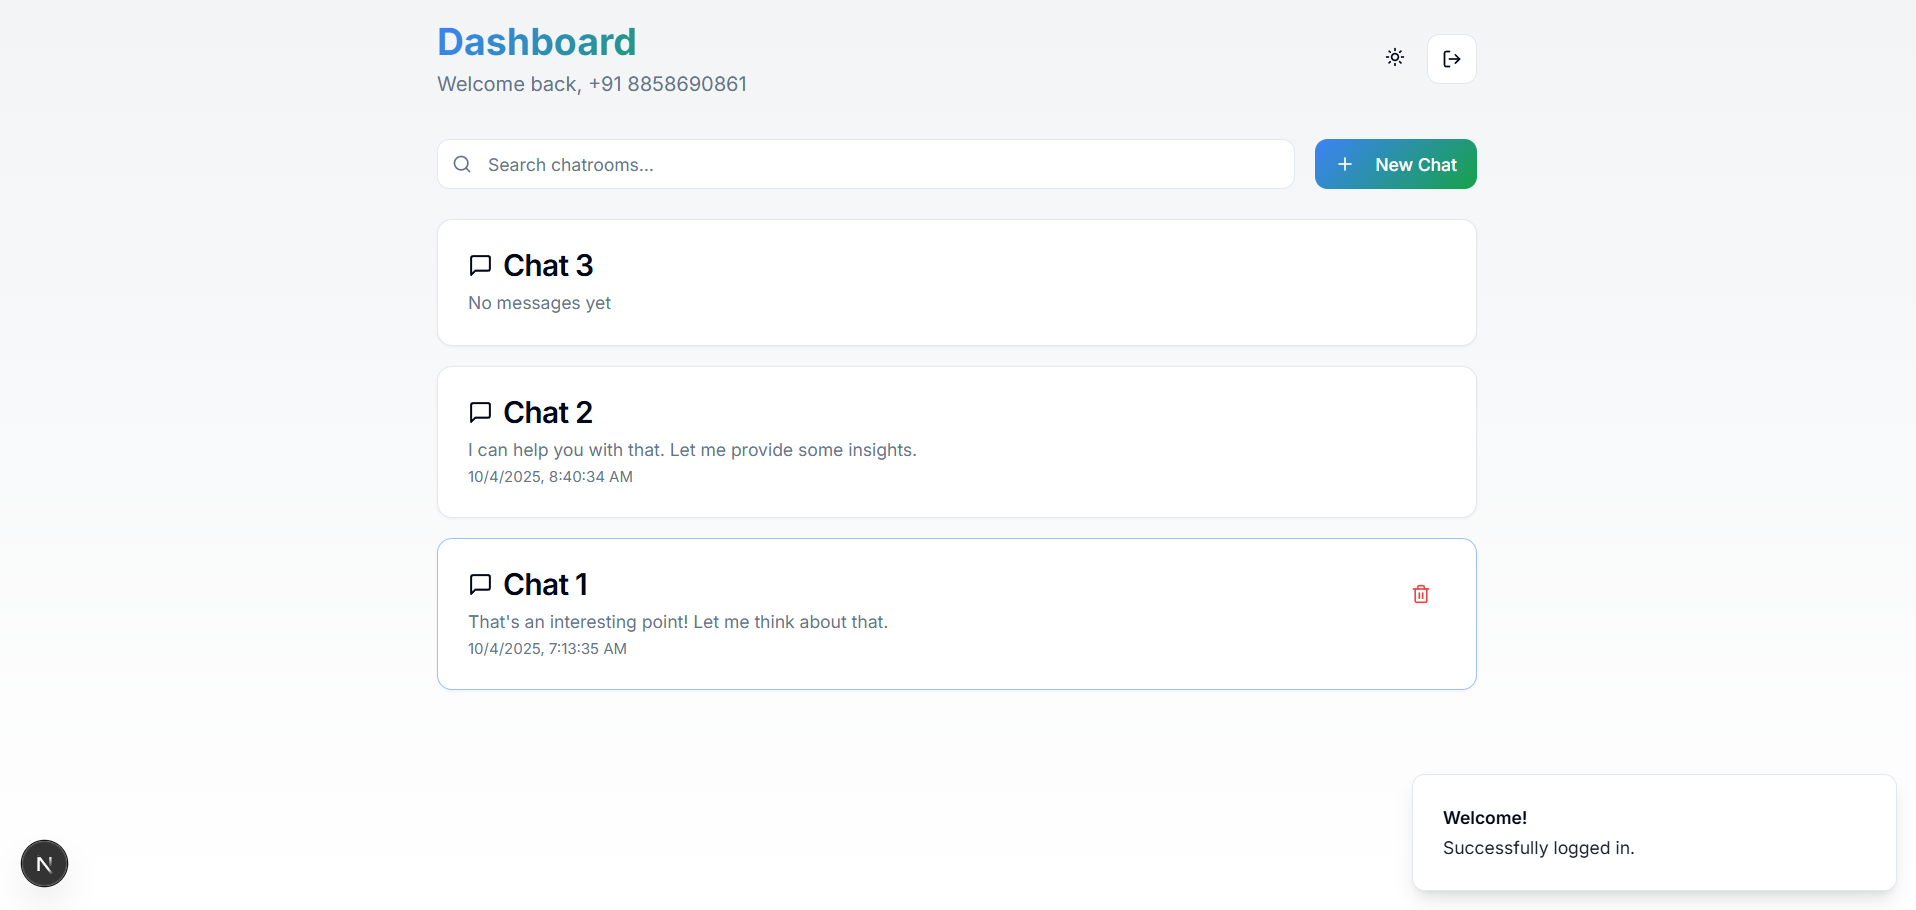 Dashboard
Welcome back, +91 8858690861
Search chatrooms...
New Chat
Chat 3
No messages yet
Chat 2
I can help you with that. Let me provide some insights.
10/4/2025, 8:40:34 AM
Chat 1
That's an interesting point! Let me think about that.
10/4/2025, 7:13:35 AM
Welcome!
Successfully logged in.
N